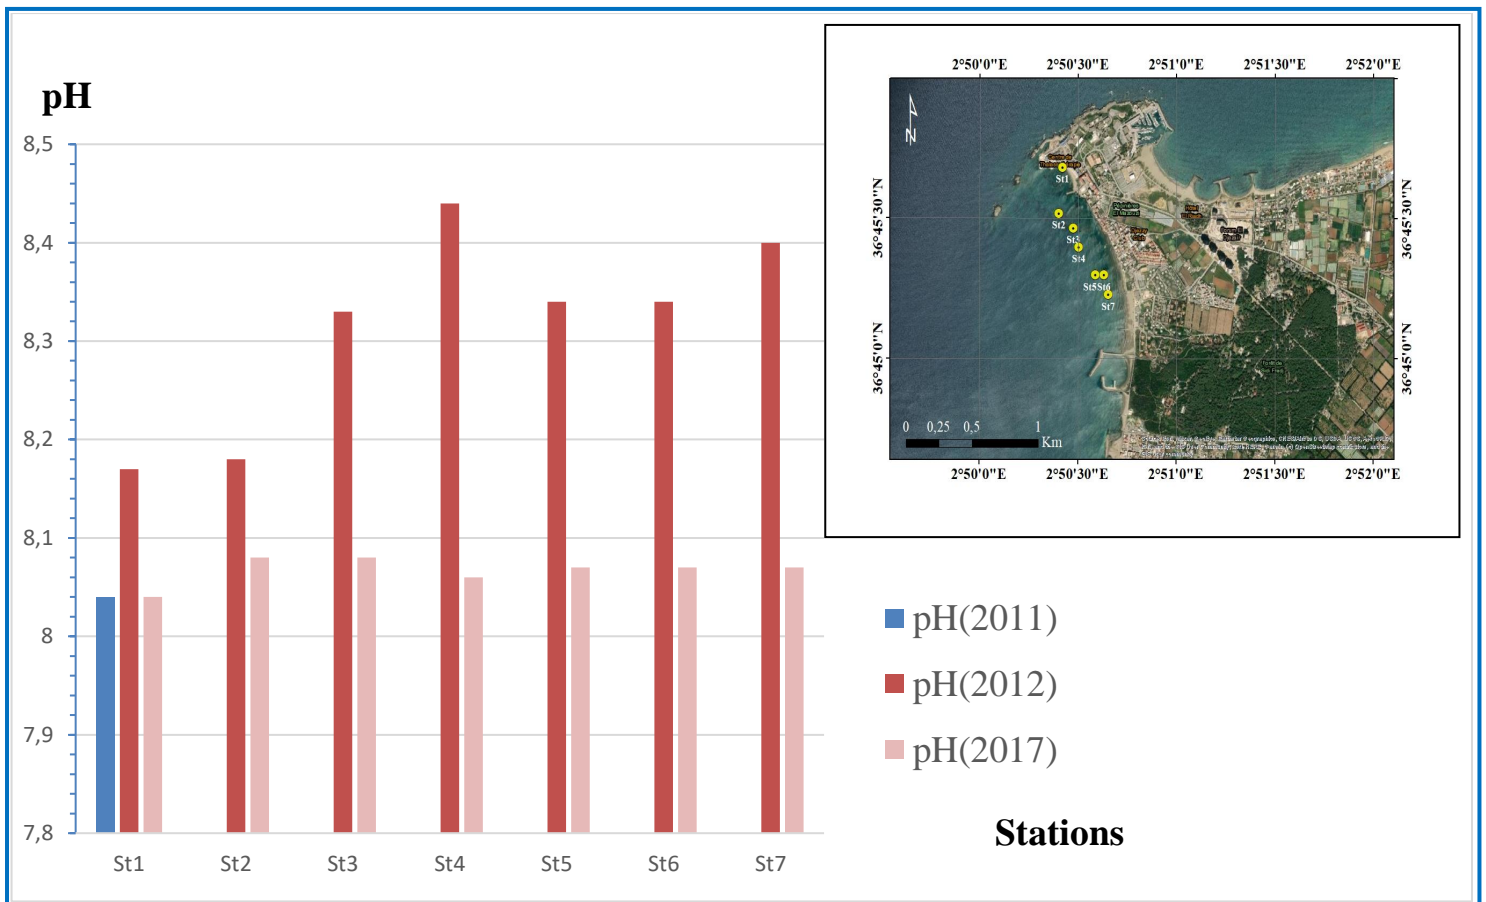 pH
8,5
8,4
8,3
8,2
8,1
8
7,9
7,8
St1 St2 St3 St4 St5 St6 St7
2°50'0"E 2°50'30"E 2°51'0"E 2°51'30"E 2°52'0"E
36°45'30"N
36°45'0"N
N
Centre de
St1
St2
St3
St4
St5St6
St7
0 0,25 0,5 1
Km
36°45'30"N
36°45'0"N
2°50'0"E 2°50'30"E 2°51'0"E 2°51'30"E 2°52'0"E
pH(2011)
pH(2012)
pH(2017)
Stations